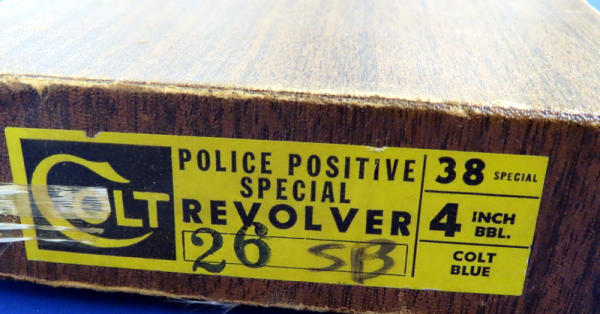 COLT
POLICE POSITIVE
SPECIAL
REVOLVER
26 SB
38 SPECIAL
4 INCH
BBL.
COLT
BLUE